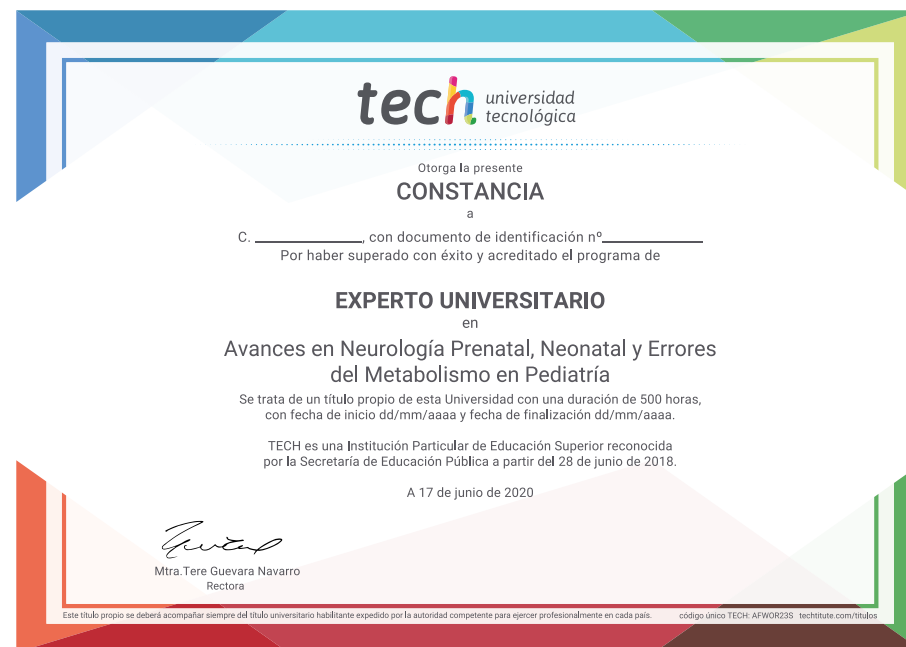 tech universidad
tecnológica
Otorga la presente
CONSTANCIA
a
C. ____________, con documento de identificación nº____________
Por haber superado con éxito y acreditado el programa de
EXPERTO UNIVERSITARIO
en
Avances en Neurología Prenatal, Neonatal y Errores
del Metabolismo en Pediatría
Se trata de un título propio de esta Universidad con una duración de 500 horas,
con fecha de inicio dd/mm/aaaa y fecha de finalización dd/mm/aaaa.
TECH es una Institución Particular de Educación Superior reconocida
por la Secretaría de Educación Pública a partir del 28 de junio de 2018.
A 17 de junio de 2020
Mtra.Tere Guevara Navarro
Rectora
Este título propio se deberá acompañar siempre del título universitario habilitante expedido por la autoridad competente para ejercer profesionalmente en cada país. código único TECH: AFWOR23S techtitute.com/titulos